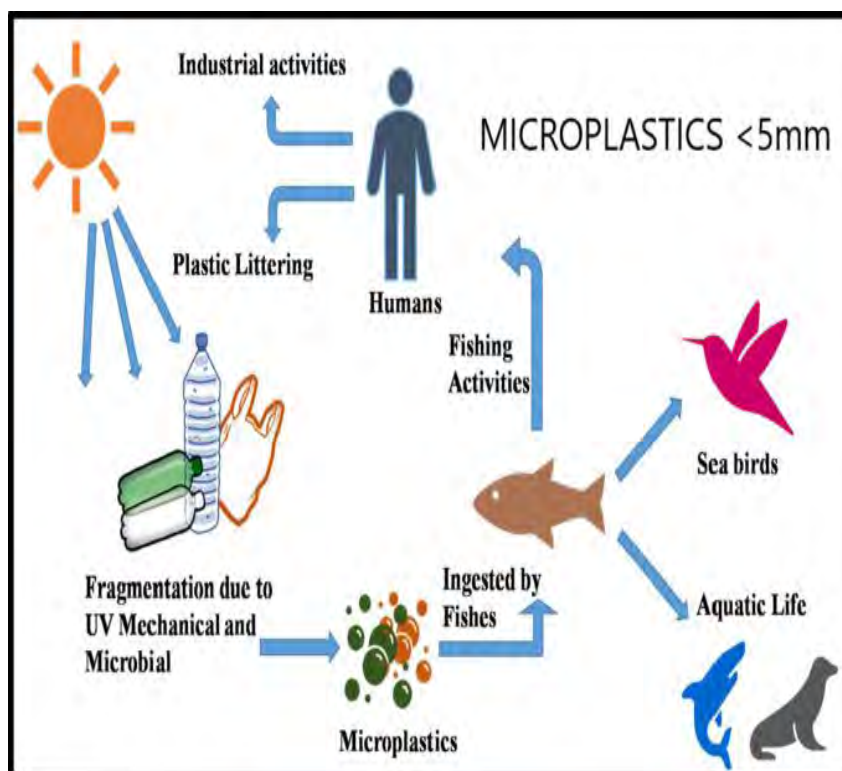 Industrial activities
MICROPLASTICS <5mm
Plastic Littering
Humans
Fishing
Activities
Sea birds
Fragmentation due to
UV Mechanical and
Microbial
Ingested by
Fishes
Aquatic Life
Microplastics